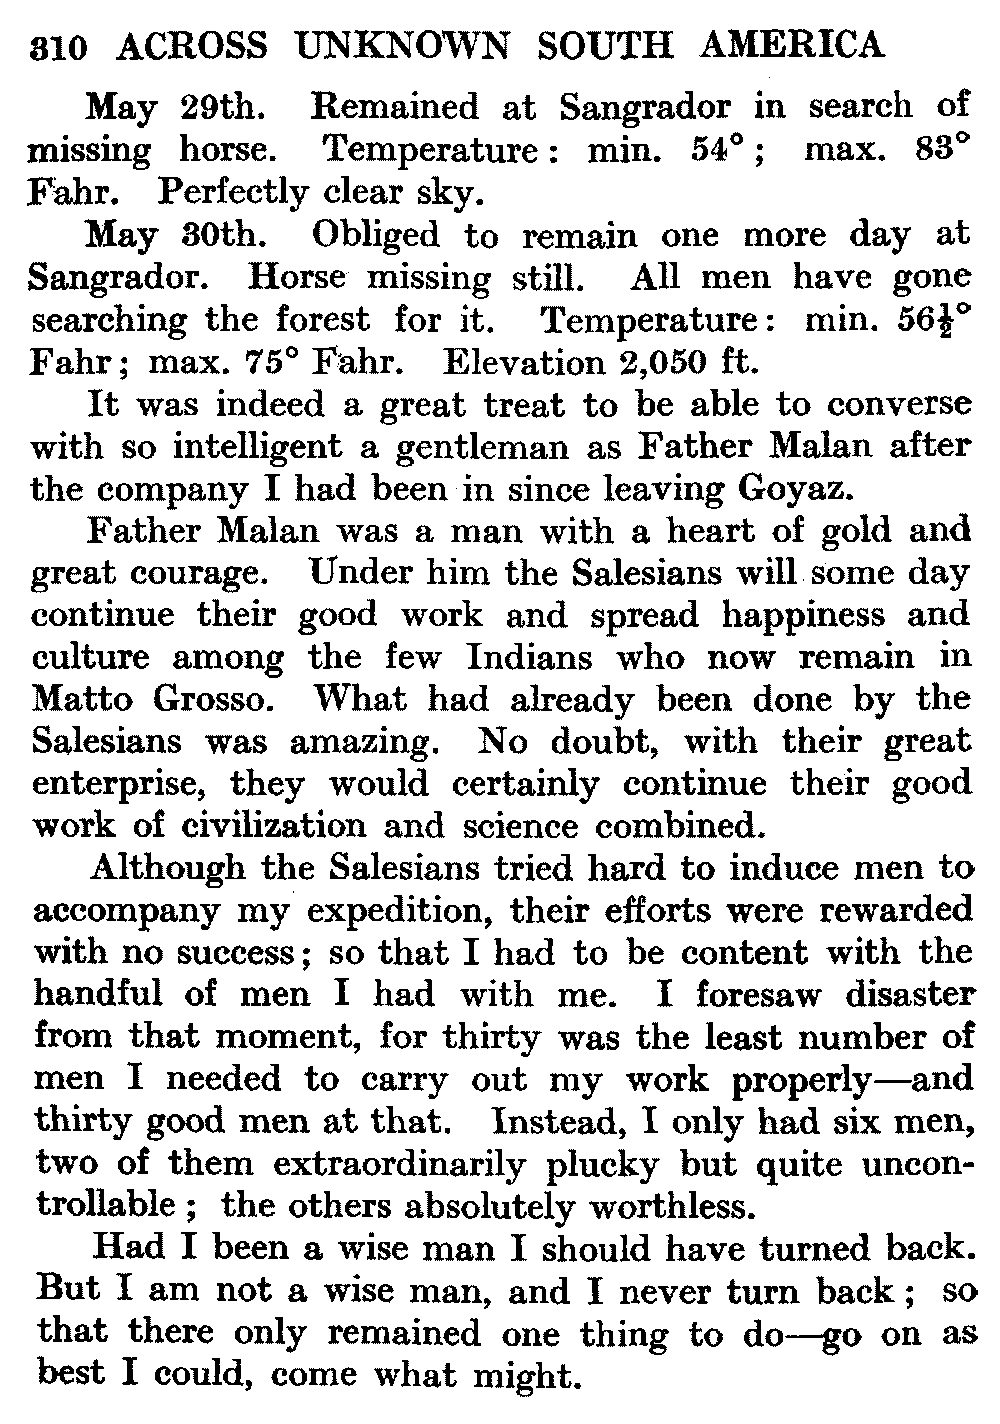 310 ACROSS UNKNOWN SOUTH AMERICA
May 29th. Remained at Sangrador in search of
missing horse. Temperature: min. 54°; max. 83°
Fahr. Perfectly clear sky.
May 30th. Obliged to remain one more day at
Sangrador. Horse missing still. All men have gone
searching the forest for it. Temperature: min. 56½°
Fahr; max. 75° Fahr. Elevation 2,050 ft.
It was indeed a great treat to be able to converse
with so intelligent a gentleman as Father Malan after
the company I had been in since leaving Goyaz.
Father Malan was a man with a heart of gold and
great courage. Under him the Salesians will some day
continue their good work and spread happiness and
culture among the few Indians who now remain in
Matto Grosso. What had already been done by the
Salesians was amazing. No doubt, with their great
enterprise, they would certainly continue their good
work of civilization and science combined.
Although the Salesians tried hard to induce men to
accompany my expedition, their efforts were rewarded
with no success; so that I had to be content with the
handful of men I had with me. I foresaw disaster
from that moment, for thirty was the least number of
men I needed to carry out my work properly—and
thirty good men at that. Instead, I only had six men,
two of them extraordinarily plucky but quite uncon-
trollable; the others absolutely worthless.
Had I been a wise man I should have turned back.
But I am not a wise man, and I never turn back; so
that there only remained one thing to do—go on as
best I could, come what might.